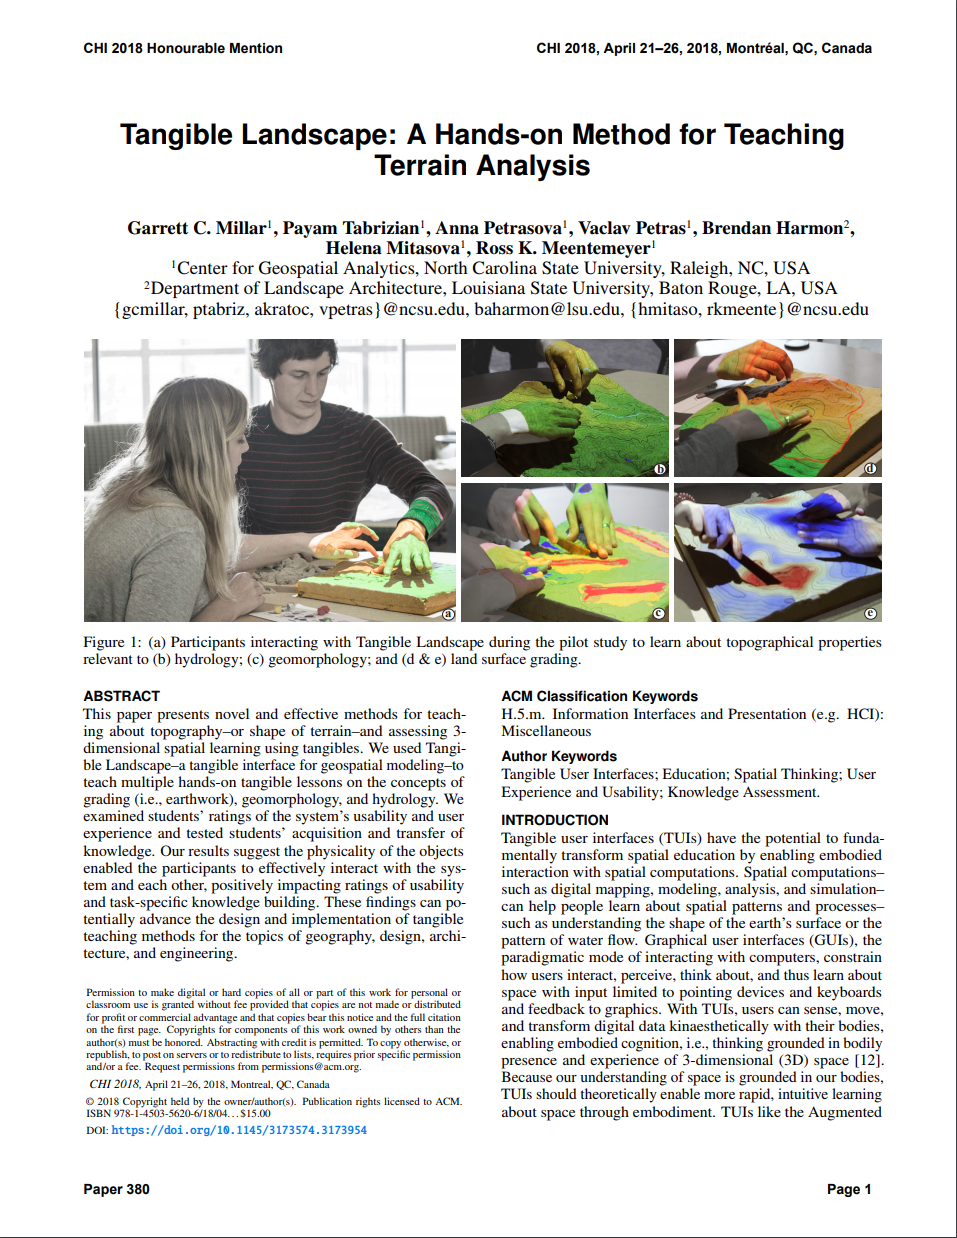 CHI 2018 Honourable Mention
CHI 2018, April 21–26, 2018, Montréal, QC, Canada
Tangible Landscape: A Hands-on Method for Teaching
Terrain Analysis
Garrett C. Millar1, Payam Tabrizian1, Anna Petrasova1, Vaclav Petras1, Brendan Harmon2,
Helena Mitasova1, Ross K. Meentemeyer1
1Center for Geospatial Analytics, North Carolina State University, Raleigh, NC, USA
2Department of Landscape Architecture, Louisiana State University, Baton Rouge, LA, USA
{gcmillar, ptabriz, akratoc, vpetras}@ncsu.edu, baharmon@lsu.edu, {hmitaso, rkmeente}@ncsu.edu
a
b
d
c
e
Figure 1: (a) Participants interacting with Tangible Landscape during the pilot study to learn about topographical properties
relevant to (b) hydrology; (c) geomorphology; and (d & e) land surface grading.
ABSTRACT
This paper presents novel and effective methods for teach-
ing about topography–or shape of terrain–and assessing 3-
dimensional spatial learning using tangibles. We used Tangi-
ble Landscape–a tangible interface for geospatial modeling–to
teach multiple hands-on tangible lessons on the concepts of
grading (i.e., earthwork), geomorphology, and hydrology. We
examined students' ratings of the system's usability and user
experience and tested students' acquisition and transfer of
knowledge. Our results suggest the physicality of the objects
enabled the participants to effectively interact with the sys-
tem and each other, positively impacting ratings of usability
and task-specific knowledge building. These findings can po-
tentially advance the design and implementation of tangible
teaching methods for the topics of geography, design, archi-
tecture, and engineering.
Permission to make digital or hard copies of all or part of this work for personal or
classroom use is granted without fee provided that copies are not made or distributed
for profit or commercial advantage and that copies bear this notice and the full citation
on the first page. Copyrights for components of this work owned by others than the
author(s) must be honored. Abstracting with credit is permitted. To copy otherwise, or
republish, to post on servers or to redistribute to lists, requires prior specific permission
and/or a fee. Request permissions from permissions@acm.org.
CHI 2018, April 21–26, 2018, Montreal, QC, Canada
© 2018 Copyright held by the owner/author(s). Publication rights licensed to ACM.
ISBN 978-1-4503-5620-6/18/04...$15.00
DOI: https://doi.org/10.1145/3173574.3173954
ACM Classification Keywords
H.5.m. Information Interfaces and Presentation (e.g. HCI):
Miscellaneous
Author Keywords
Tangible User Interfaces; Education; Spatial Thinking; User
Experience and Usability; Knowledge Assessment.
INTRODUCTION
Tangible user interfaces (TUIs) have the potential to funda-
mentally transform spatial education by enabling embodied
interaction with spatial computations. Spatial computations–
such as digital mapping, modeling, analysis, and simulation–
can help people learn about spatial patterns and processes–
such as understanding the shape of the earth's surface or the
pattern of water flow. Graphical user interfaces (GUIs), the
paradigmatic mode of interacting with computers, constrain
how users interact, perceive, think about, and thus learn about
space with input limited to pointing devices and keyboards
and feedback to graphics. With TUIs, users can sense, move,
and transform digital data kinaesthetically with their bodies,
enabling embodied cognition, i.e., thinking grounded in bodily
presence and experience of 3-dimensional (3D) space [12].
Because our understanding of space is grounded in our bodies,
TUIs should theoretically enable more rapid, intuitive learning
about space through embodiment. TUIs like the Augmented
Paper 380
Page 1